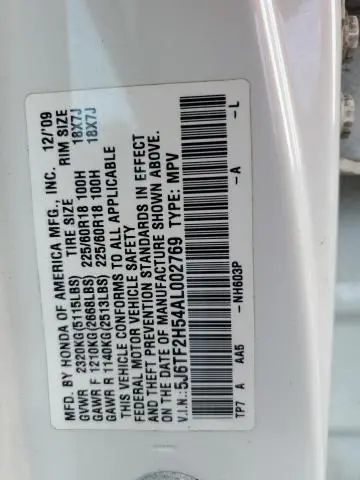 MFD. BY HONDA OF AMERICA MFG., INC. 12/'09
TIRE SIZE RIM SIZE
GVWR 2320KG(5115LBS)
GAWR F 1210KG(2668LBS) 225/60R18 100H 18X7J
GAWR R 1140KG(2513LBS) 225/60R18 100H 18X7J
THIS VEHICLE CONFORMS TO ALL APPLICABLE
FEDERAL MOTOR VEHICLE SAFETY
AND THEFT PREVENTION STANDARDS IN EFFECT
ON THE DATE OF MANUFACTURE SHOWN ABOVE.
V.I.N.: 5J6TF2H54AL002769 TYPE: MPV
TP7 A AA5 -NH603P -A -L